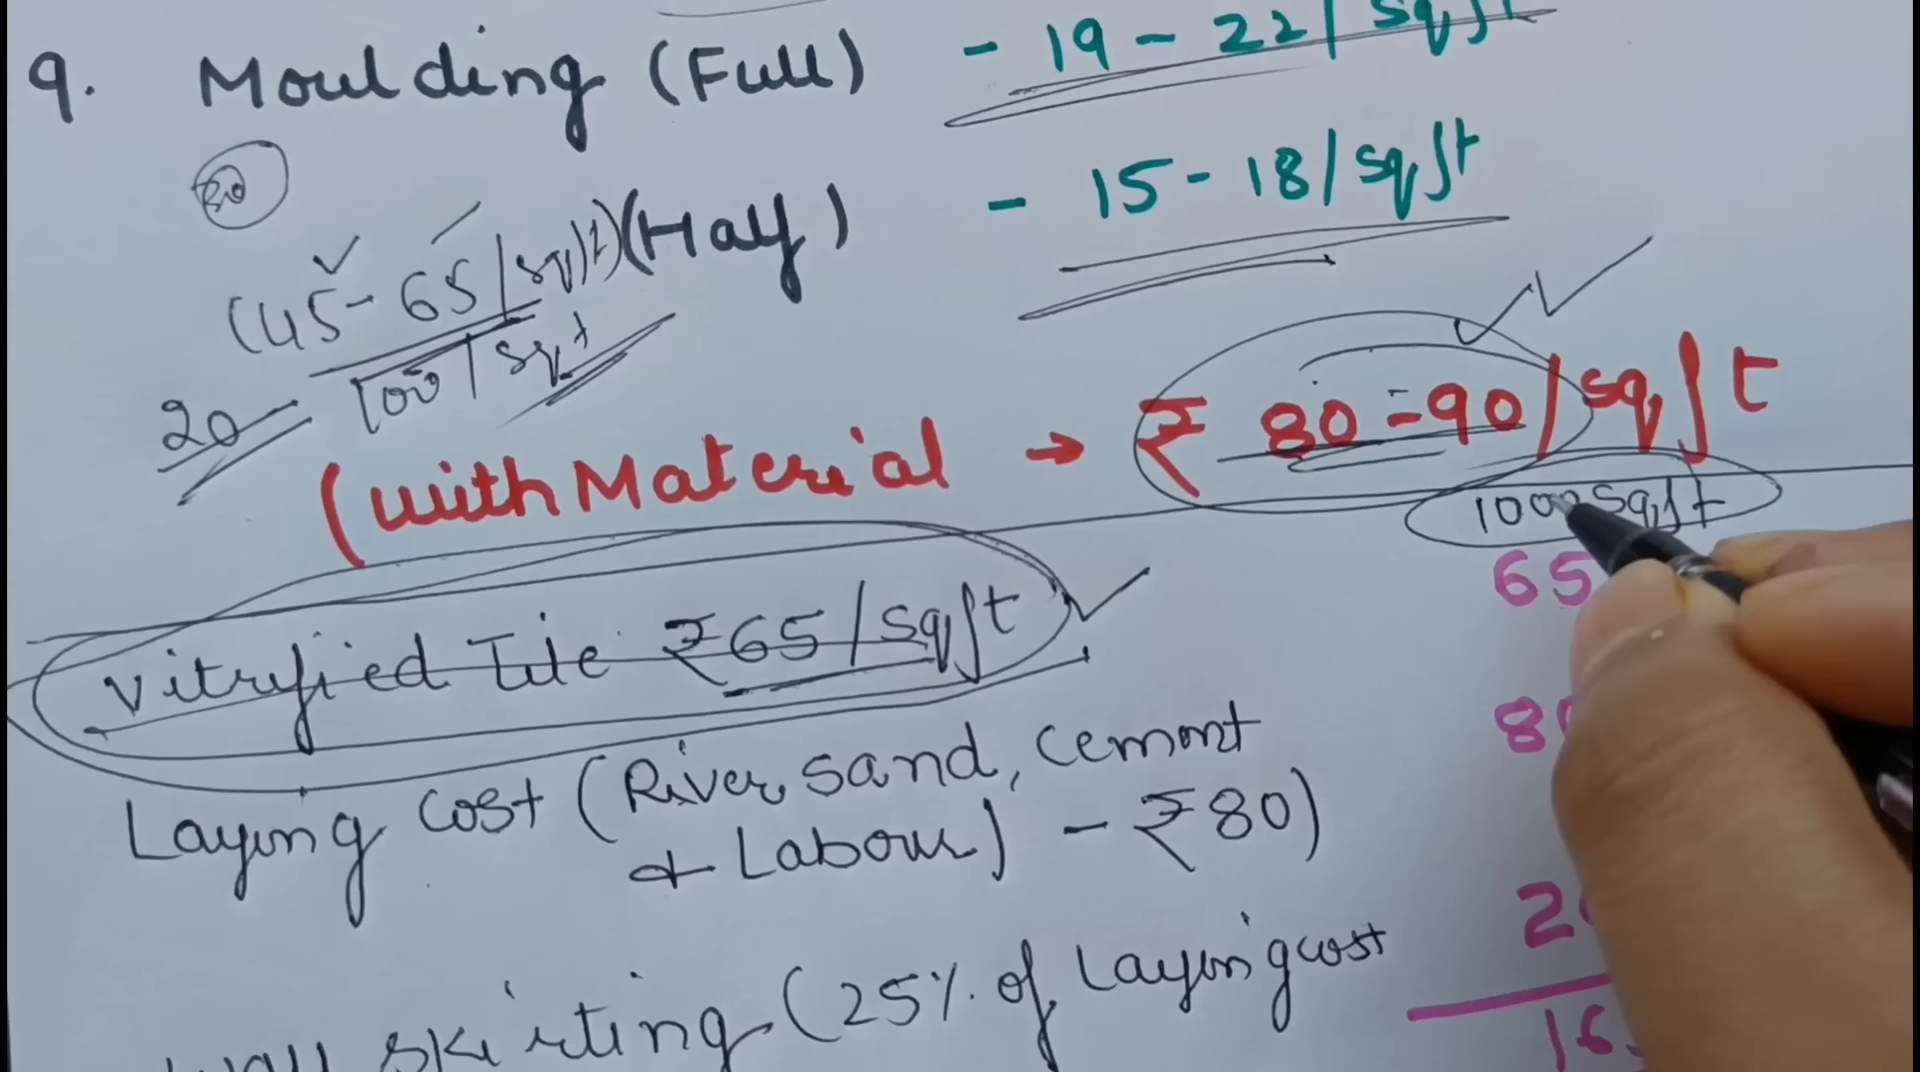 9. Moulding (Full) - 19 - 22/sqft
20
(45 - 65/sqft) (Half) - 15 - 18/sqft
100/sqft
20
(with Material → ₹ 80 - 90/sqft
1000 sqft
Vitrified Tile ₹65/sqft 65
Laying Cost (River sand, Cement
& Labour) - ₹80)
skirting (25% of Laying cost